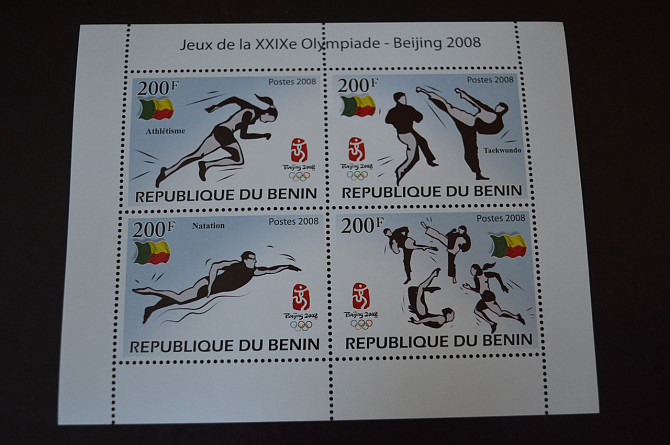 Jeux de la XXIXe Olympiade - Beijing 2008
200F
Postes 2008
Athlétisme
Beijing 2008
REPUBLIQUE DU BENIN
200F
Postes 2008
Taekwondo
Beijing 2008
REPUBLIQUE DU BENIN
200F
Natation
Postes 2008
Beijing 2008
REPUBLIQUE DU BENIN
200F
Postes 2008
Beijing 2008
REPUBLIQUE DU BENIN